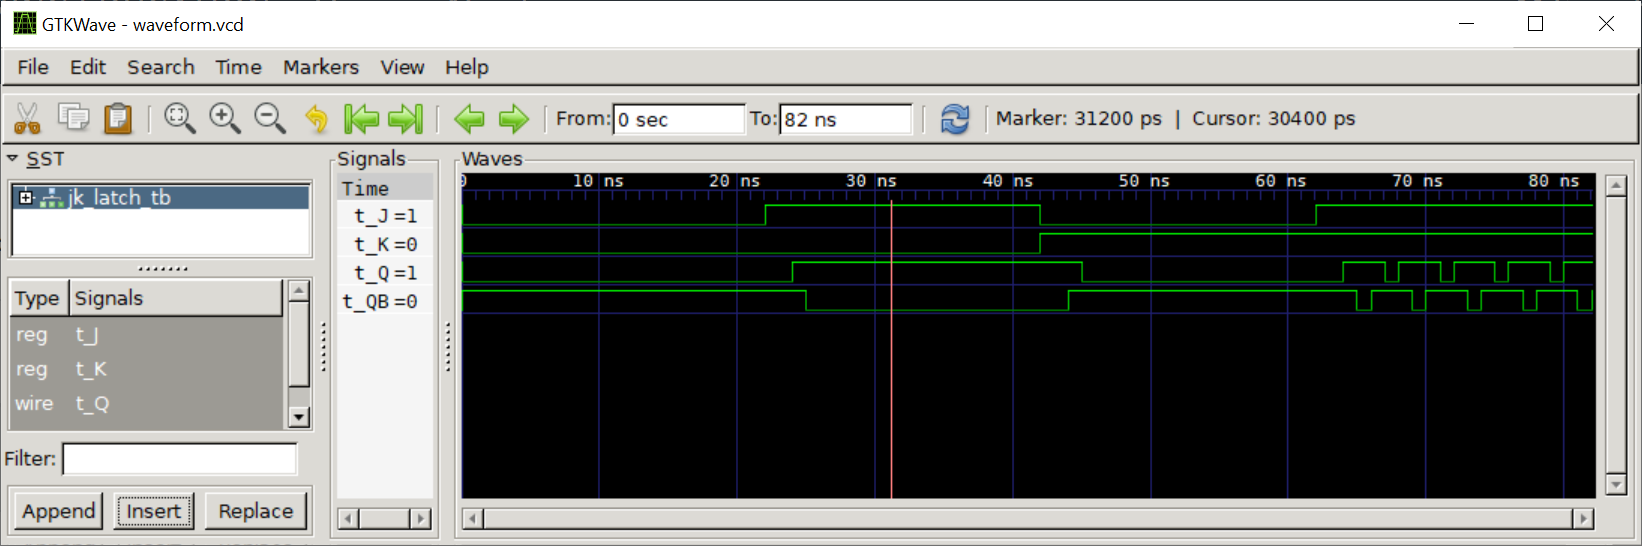 GTKWave - waveform.vcd
File Edit Search Time Markers View Help
From: 0 sec To: 82 ns Marker: 31200 ps | Cursor: 30400 ps
SST
jk_latch_tb
Type Signals
reg t_J
reg t_K
wire t_Q
Filter:
Append Insert Replace
Signals
Time
t_J =1
t_K =0
t_Q =1
t_QB =0
Waves
0 10 ns 20 ns 30 ns 40 ns 50 ns 60 ns 70 ns 80 ns